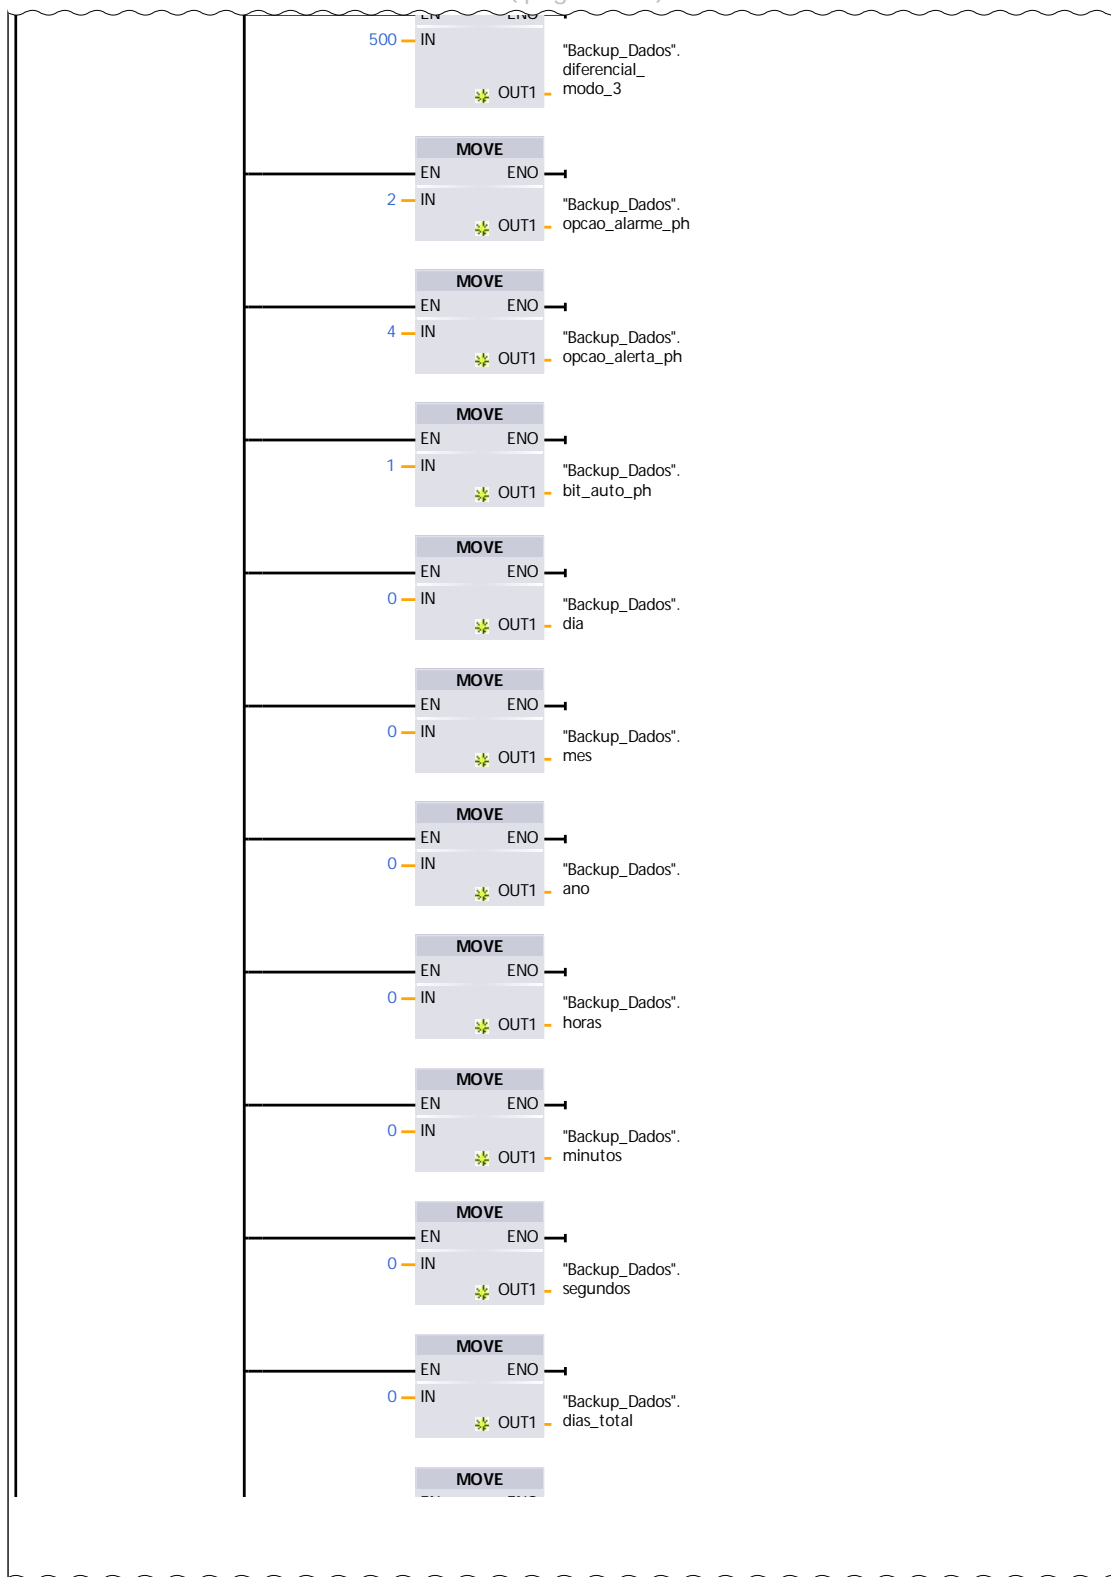 500
IN
"Backup_Dados".
diferencial_
modo_3
OUT1
MOVE
EN ENO
2 IN
"Backup_Dados".
opcao_alarme_ph
OUT1
MOVE
EN ENO
4 IN
"Backup_Dados".
opcao_alerta_ph
OUT1
MOVE
EN ENO
1 IN
"Backup_Dados".
bit_auto_ph
OUT1
MOVE
EN ENO
0 IN
"Backup_Dados".
dia
OUT1
MOVE
EN ENO
0 IN
"Backup_Dados".
mes
OUT1
MOVE
EN ENO
0 IN
"Backup_Dados".
ano
OUT1
MOVE
EN ENO
0 IN
"Backup_Dados".
horas
OUT1
MOVE
EN ENO
0 IN
"Backup_Dados".
minutos
OUT1
MOVE
EN ENO
0 IN
"Backup_Dados".
segundos
OUT1
MOVE
EN ENO
0 IN
"Backup_Dados".
dias_total
OUT1
MOVE